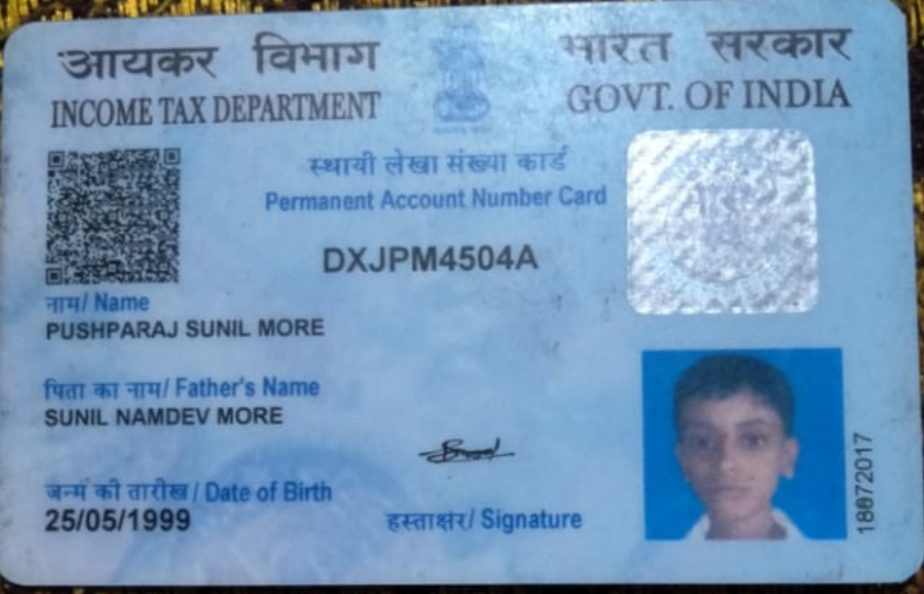 आयकर विभाग
INCOME TAX DEPARTMENT
भारत सरकार
GOVT. OF INDIA
स्थायी लेखा संख्या कार्ड
Permanent Account Number Card
DXJPM4504A
नाम/ Name
PUSHPARAJ SUNIL MORE
पिता का नाम/ Father's Name
SUNIL NAMDEV MORE
जन्म की तारीख/ Date of Birth
25/05/1999
हस्ताक्षर/ Signature